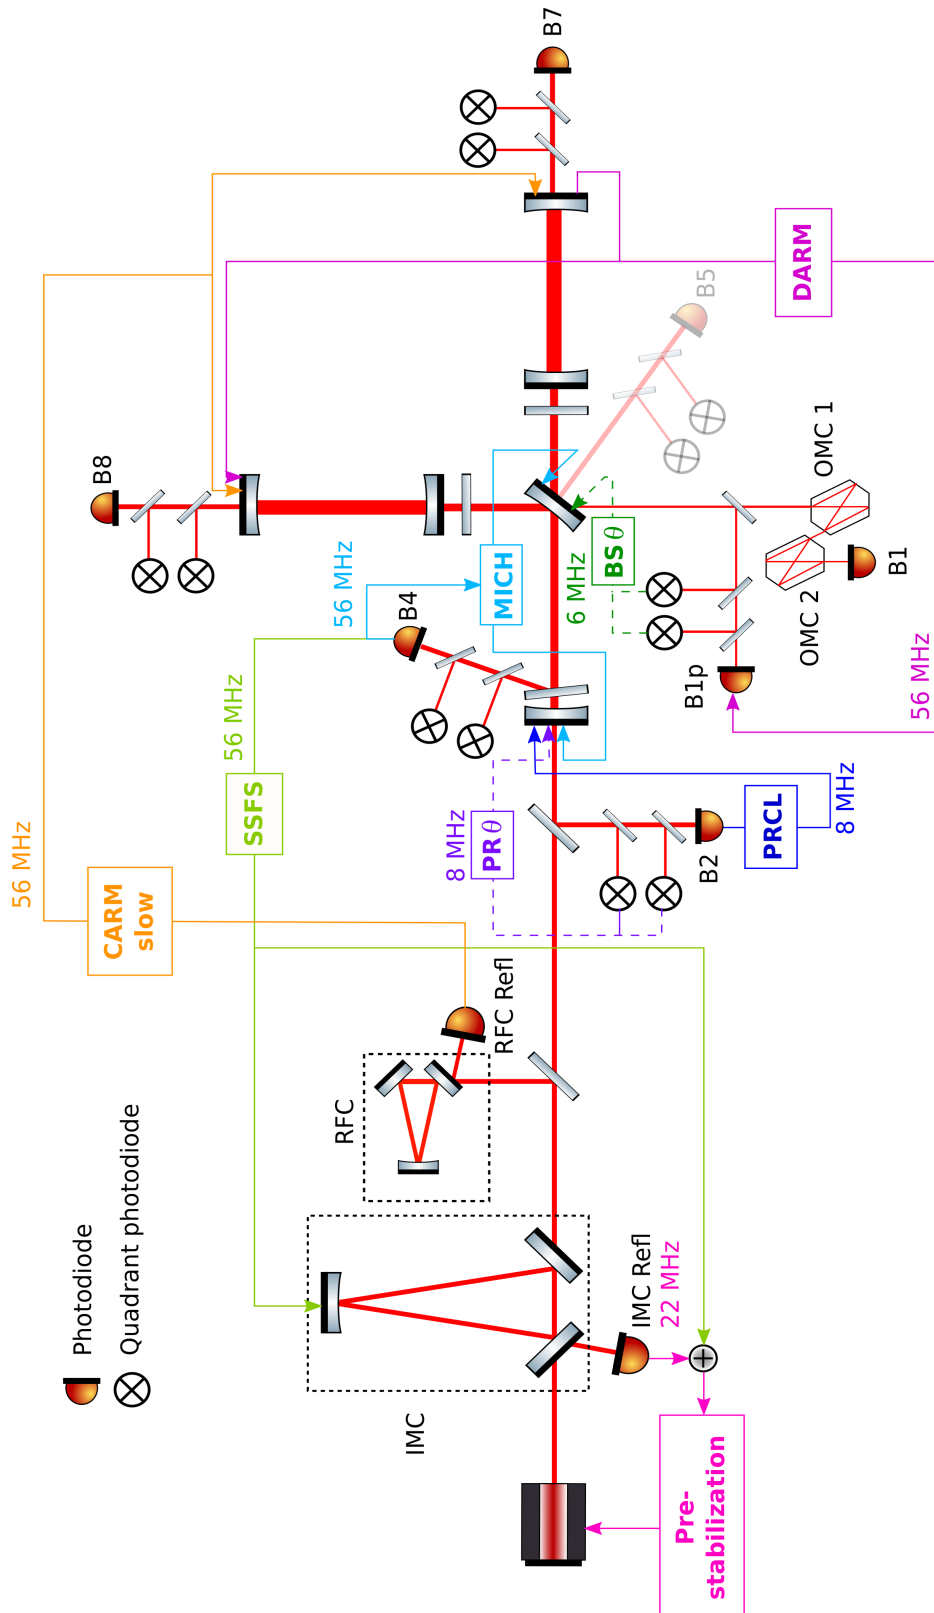 Photodiode
Quadrant photodiode
IMC
RFC
RFC Refl
IMC Refl
22 MHz
Pre-
stabilization
CARM
slow
56 MHz
SSFS
56 MHz
PRθ
8 MHz
B2
PRCL
8 MHz
B4
MICH
56 MHz
BSθ
6 MHz
B1p
56 MHz
OMC 2
OMC 1
B1
DARM
B5
B8
B7